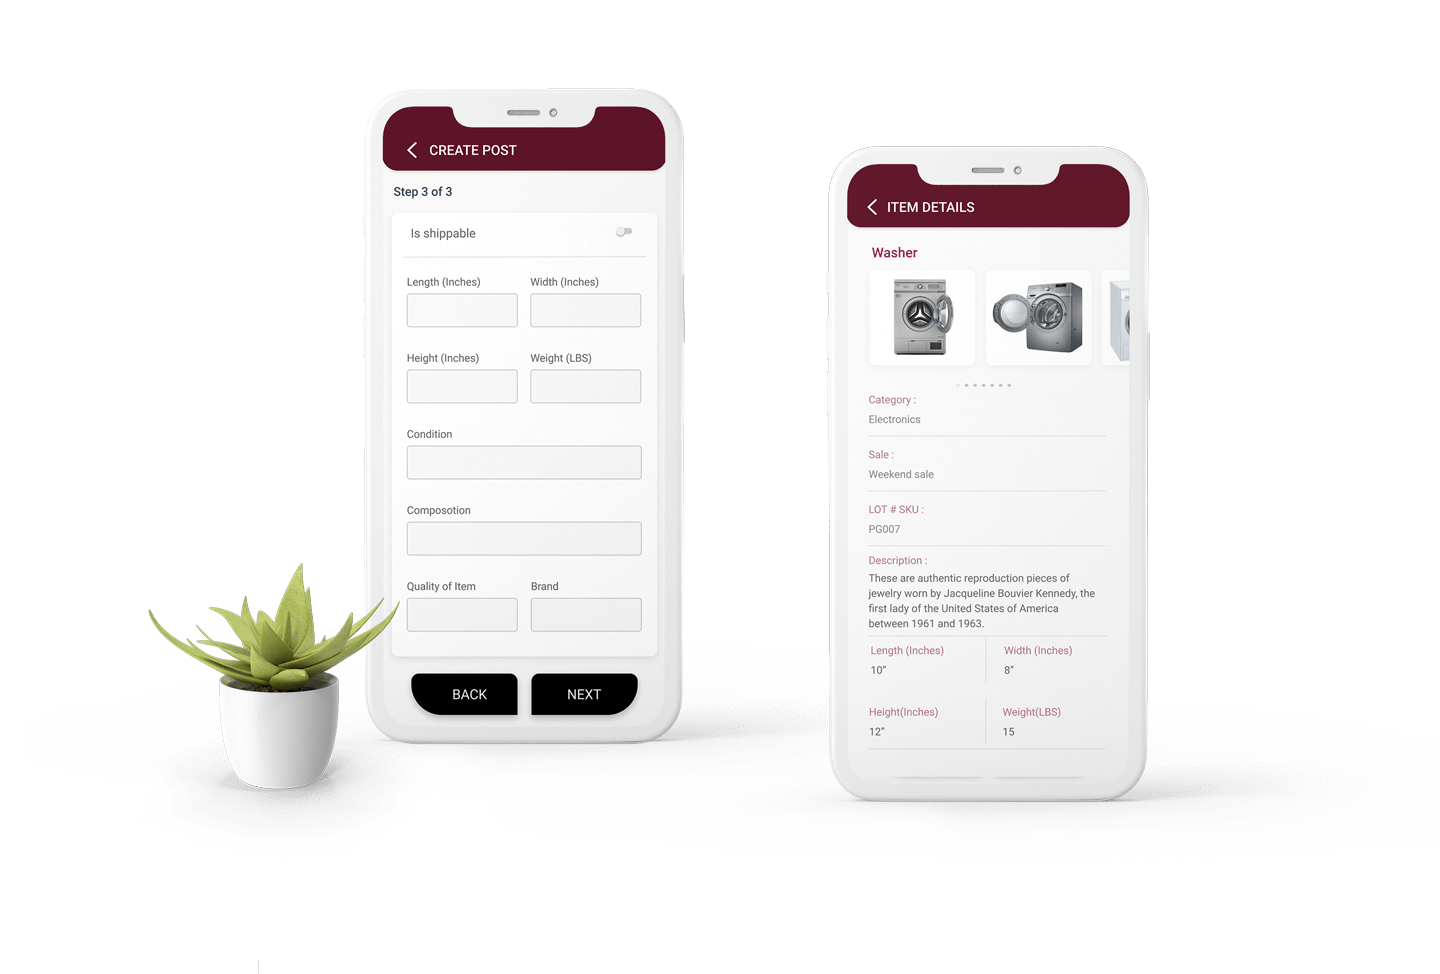 CREATE POST
Step 3 of 3
Is shippable
Length (Inches) Width (Inches)
Height (Inches) Weight (LBS)
Condition
Composotion
Quality of Item Brand
BACK NEXT
ITEM DETAILS
Washer
Category :
Electronics
Sale :
Weekend sale
LOT # SKU :
PG007
Description :
These are authentic reproduction pieces of
jewelry worn by Jacqueline Bouvier Kennedy, the
first lady of the United States of America
between 1961 and 1963.
Length (Inches) Width (Inches)
10” 8”
Height(Inches) Weight(LBS)
12” 15